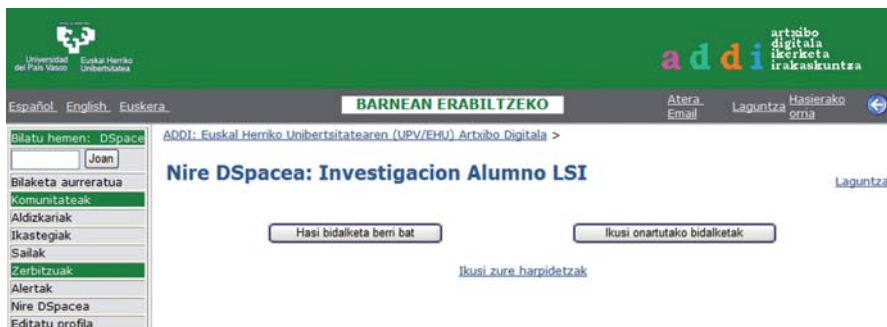 Universidad del País Vasco
Euskal Herriko Unibertsitatea
addi
artxibo
digitala
ikerketa
irakaskuntza
Español English Euskera
BARNEAN ERABILTZEKO
Atera Email
Laguntza
Hasierako orria
Bilatu hemen: DSpace
Joan
Bilaketa aurreratua
Komunitateak
Aldizkariak
Ikastegiak
Sailak
Zerbitzuak
Alertak
Nire DSpacea
Editatu profila
ADDI: Euskal Herriko Unibertsitatearen (UPV/EHU) Artxibo Digitala >
Nire DSpacea: Investigacion Alumno LSI
Laguntza
Hasi bidalketa berri bat
Ikusi onartutako bidalketak
Ikusi zure harpidetzak